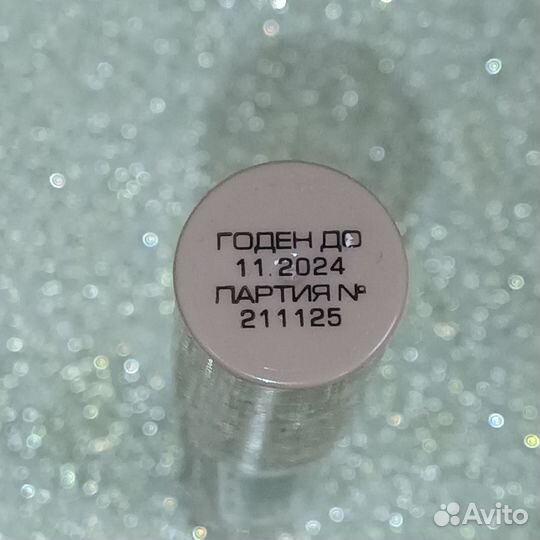 ГОДЕН ДО
11.2024
ПАРТИЯ №
211125
Avito